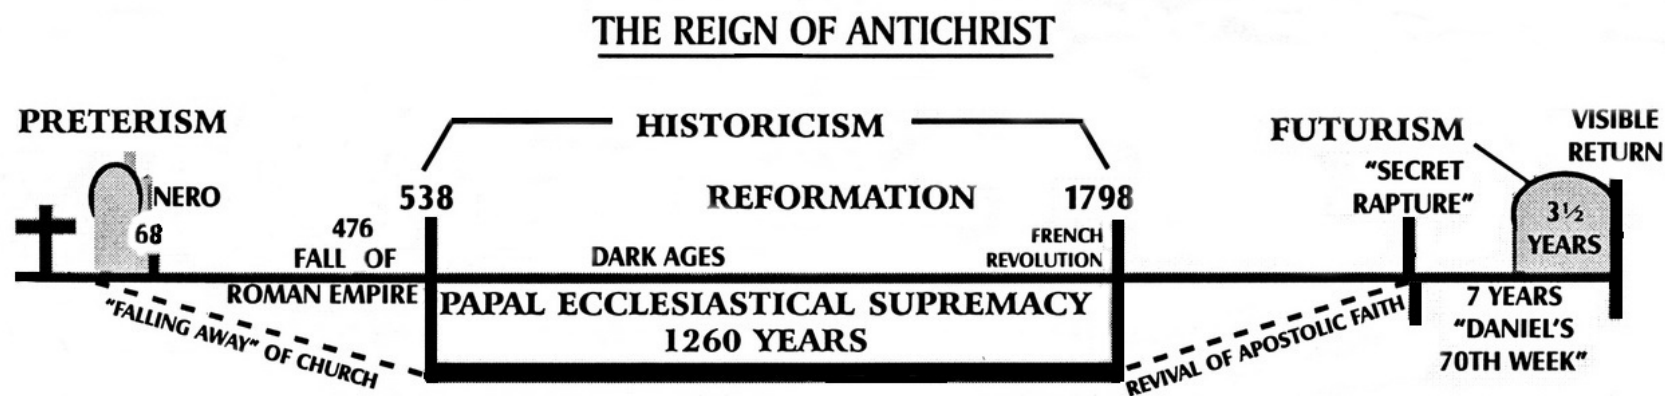 THE REIGN OF ANTICHRIST
PRETERISM
NERO
68
"FALLING AWAY" OF CHURCH
476
FALL OF
ROMAN EMPIRE
HISTORICISM
538
REFORMATION
1798
DARK AGES
FRENCH
REVOLUTION
PAPAL ECCLESIASTICAL SUPREMACY
1260 YEARS
REVIVAL OF APOSTOLIC FAITH
FUTURISM
"SECRET
RAPTURE"
VISIBLE
RETURN
3½
YEARS
7 YEARS
"DANIEL'S
70TH WEEK"